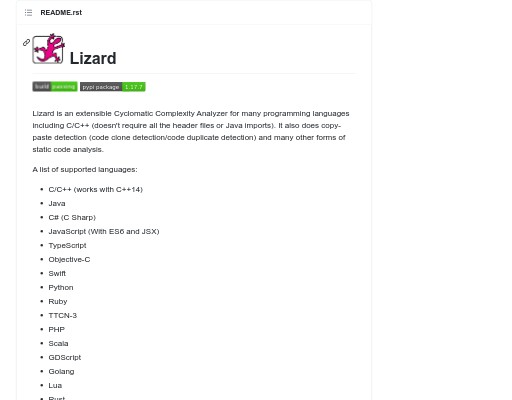 README.rst
Lizard
build passing pypi package 1.17.7
Lizard is an extensible Cyclomatic Complexity Analyzer for many programming languages
including C/C++ (doesn't require all the header files or Java imports). It also does copy-
paste detection (code clone detection/code duplicate detection) and many other forms of
static code analysis.
A list of supported languages:
• C/C++ (works with C++14)
• Java
• C# (C Sharp)
• JavaScript (With ES6 and JSX)
• TypeScript
• Objective-C
• Swift
• Python
• Ruby
• TTCN-3
• PHP
• Scala
• GDScript
• Golang
• Lua
• Rust